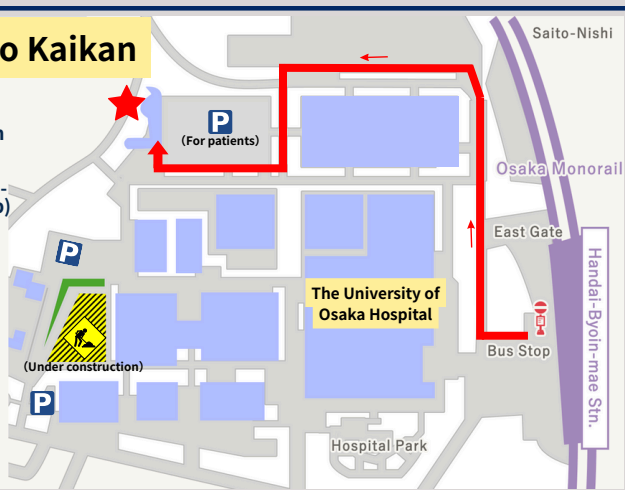 o Kaikan
Saito-Nishi
P
(For patients)
n
-
o)
Osaka Monorail
East Gate
P
Handai-Byoin-mae Stn.
The University of
Osaka Hospital
Bus Stop
(Under construction)
P
Hospital Park